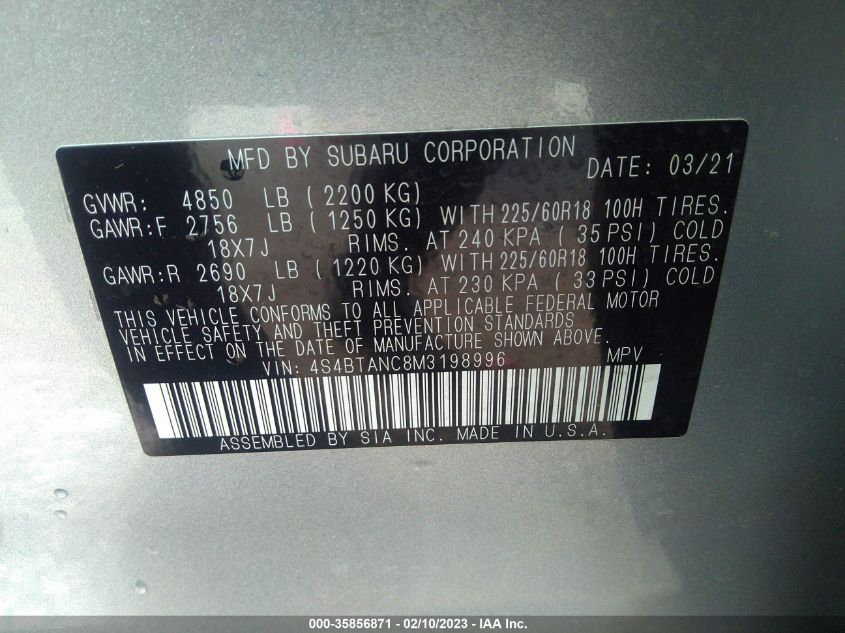 MFD BY SUBARU CORPORATION DATE: 03/21
GVWR: 4850 LB ( 2200 KG)
GAWR:F 2756 LB ( 1250 KG) WITH 225/60R18 100H TIRES.
18X7J RIMS. AT 240 KPA ( 35 PSI) COLD
GAWR:R 2690 LB ( 1220 KG) WITH 225/60R18 100H TIRES.
18X7J RIMS. AT 230 KPA ( 33 PSI) COLD
THIS VEHICLE CONFORMS TO ALL APPLICABLE FEDERAL MOTOR
VEHICLE SAFETY AND THEFT PREVENTION STANDARDS
IN EFFECT ON THE DATE OF MANUFACTURE SHOWN ABOVE.
VIN: 4S4BTANC8M3198996 MPV
ASSEMBLED BY SIA INC. MADE IN U.S.A.
000-35856871 - 02/10/2023 - IAA Inc.